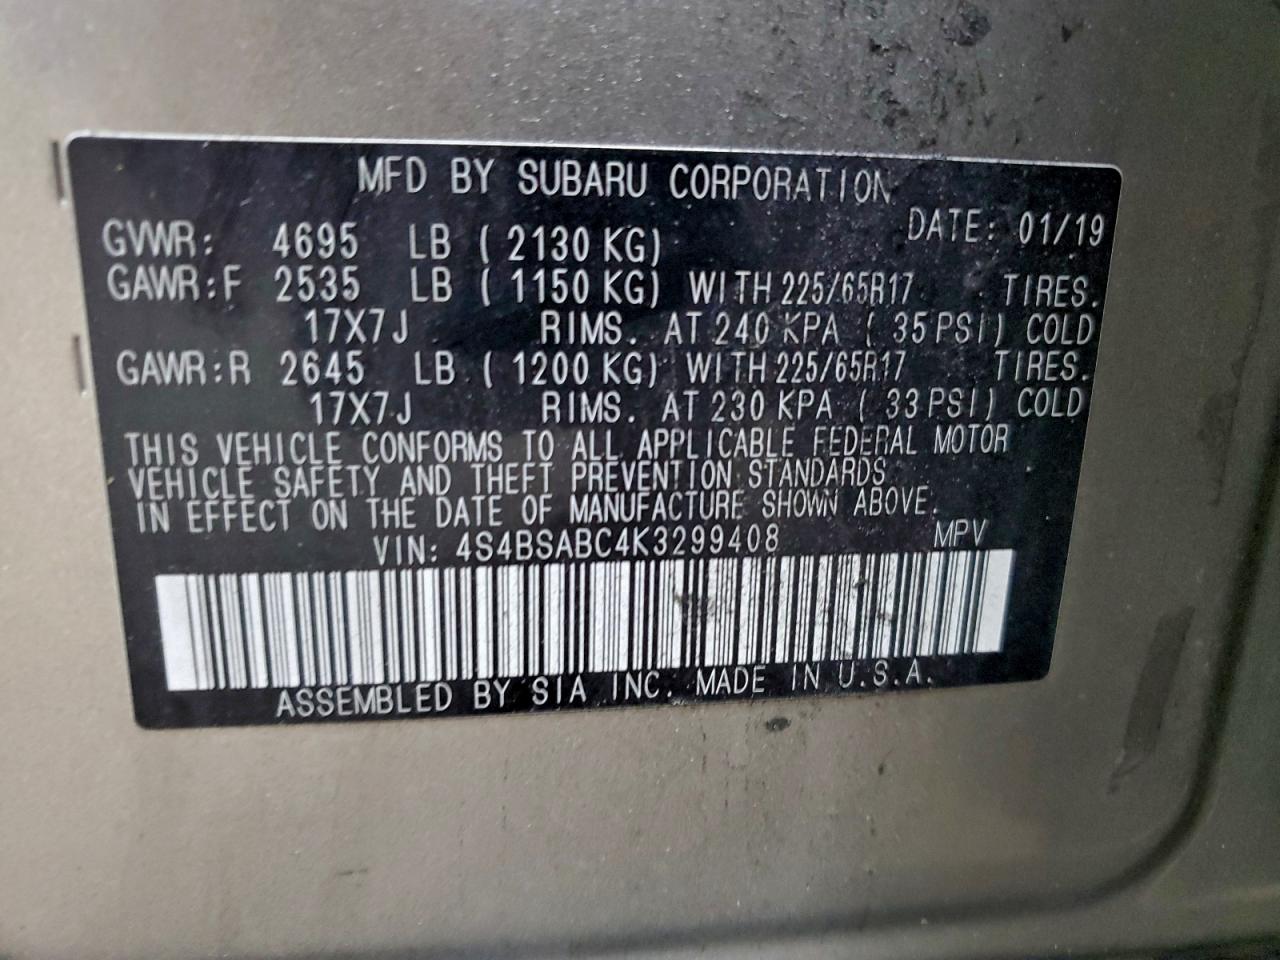 MFD BY SUBARU CORPORATION
DATE: 01/19
GVWR: 4695 LB ( 2130 KG)
GAWR:F 2535 LB ( 1150 KG) WITH 225/65R17 TIRES.
17X7J RIMS. AT 240 KPA ( 35 PSI) COLD
GAWR:R 2645 LB ( 1200 KG) WITH 225/65R17 TIRES.
17X7J RIMS. AT 230 KPA ( 33 PSI) COLD
THIS VEHICLE CONFORMS TO ALL APPLICABLE FEDERAL MOTOR
VEHICLE SAFETY AND THEFT PREVENTION STANDARDS
IN EFFECT ON THE DATE OF MANUFACTURE SHOWN ABOVE.
VIN: 4S4BSABC4K3299408 MPV
ASSEMBLED BY SIA INC. MADE IN U.S.A.